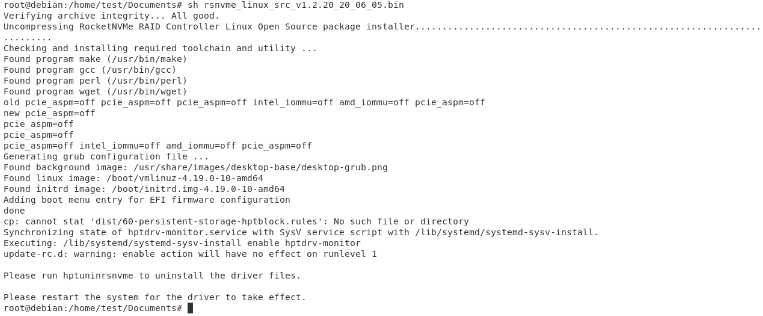 root@debian:/home/test/Documents# sh rsnvme_linux_src_v1.2.20_20_06_05.bin
Verifying archive integrity... All good.
Uncompressing RocketNVMe RAID Controller Linux Open Source package installer................................................................
.........
Checking and installing required toolchain and utility ...
Found program make (/usr/bin/make)
Found program gcc (/usr/bin/gcc)
Found program perl (/usr/bin/perl)
Found program wget (/usr/bin/wget)
old pcie_aspm=off pcie_aspm=off pcie_aspm=off intel_iommu=off amd_iommu=off pcie_aspm=off
new pcie_aspm=off
pcie_aspm=off
pcie_aspm=off
pcie_aspm=off intel_iommu=off amd_iommu=off pcie_aspm=off
Generating grub configuration file ...
Found background image: /usr/share/images/desktop-base/desktop-grub.png
Found linux image: /boot/vmlinuz-4.19.0-10-amd64
Found initrd image: /boot/initrd.img-4.19.0-10-amd64
Adding boot menu entry for EFI firmware configuration
done
cp: cannot stat 'dist/60-persistent-storage-hptblock.rules': No such file or directory
Synchronizing state of hptdrv-monitor.service with SysV service script with /lib/systemd/systemd-sysv-install.
Executing: /lib/systemd/systemd-sysv-install enable hptdrv-monitor
update-rc.d: warning: enable action will have no effect on runlevel 1
Please run hptuninrsnvme to uninstall the driver files.
Please restart the system for the driver to take effect.
root@debian:/home/test/Documents#